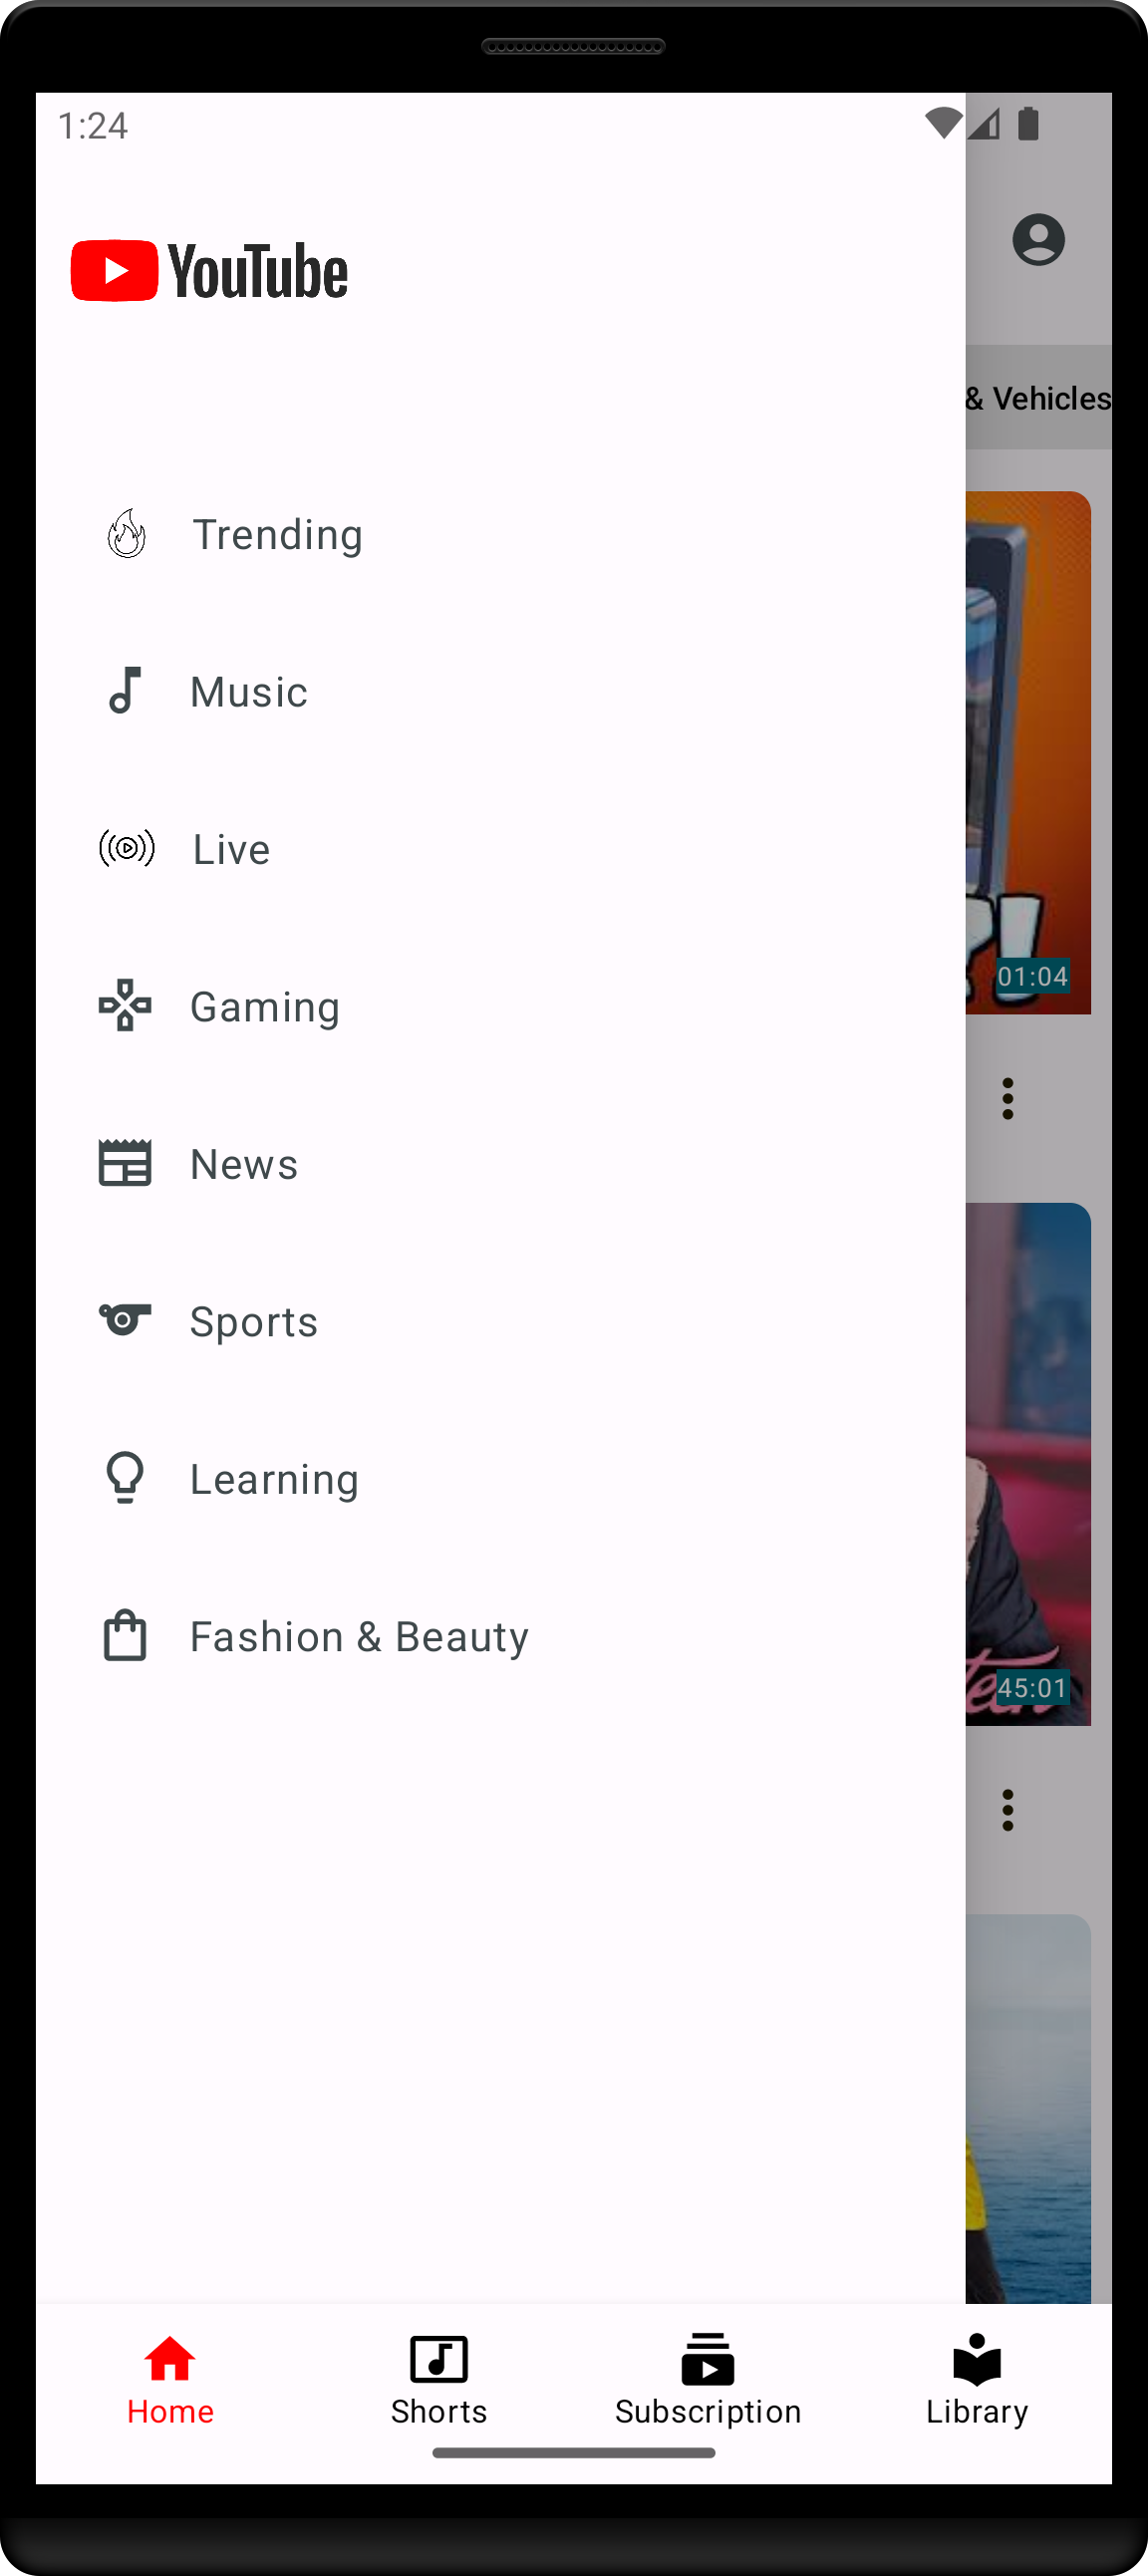 1:24
YouTube
& Vehicles
Trending
Music
Live
01:04
Gaming
News
Sports
Learning
Fashion & Beauty
45:01
Home
Shorts
Subscription
Library